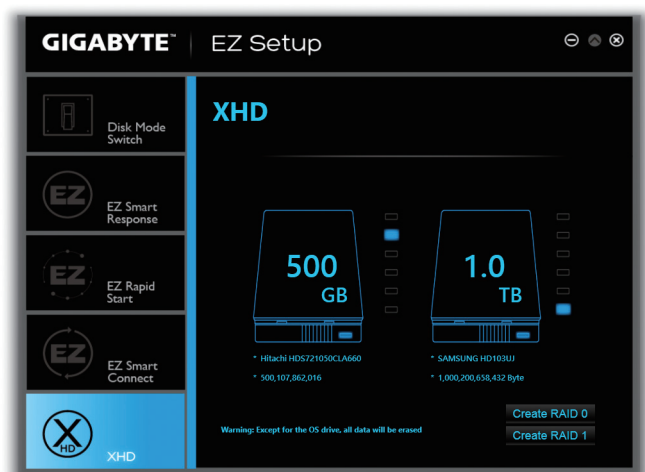 GIGABYTE™ EZ Setup
Disk Mode
Switch
EZ
EZ Smart
Response
EZ
EZ Rapid
Start
EZ
EZ Smart
Connect
X
HD
XHD
XHD
500
GB
1.0
TB
* Hitachi HDS721050CLA660
* 500,107,862,016
* SAMSUNG HD103UJ
* 1,000,200,658,432 Byte
Warning: Except for the OS drive, all data will be erased
Create RAID 0
Create RAID 1